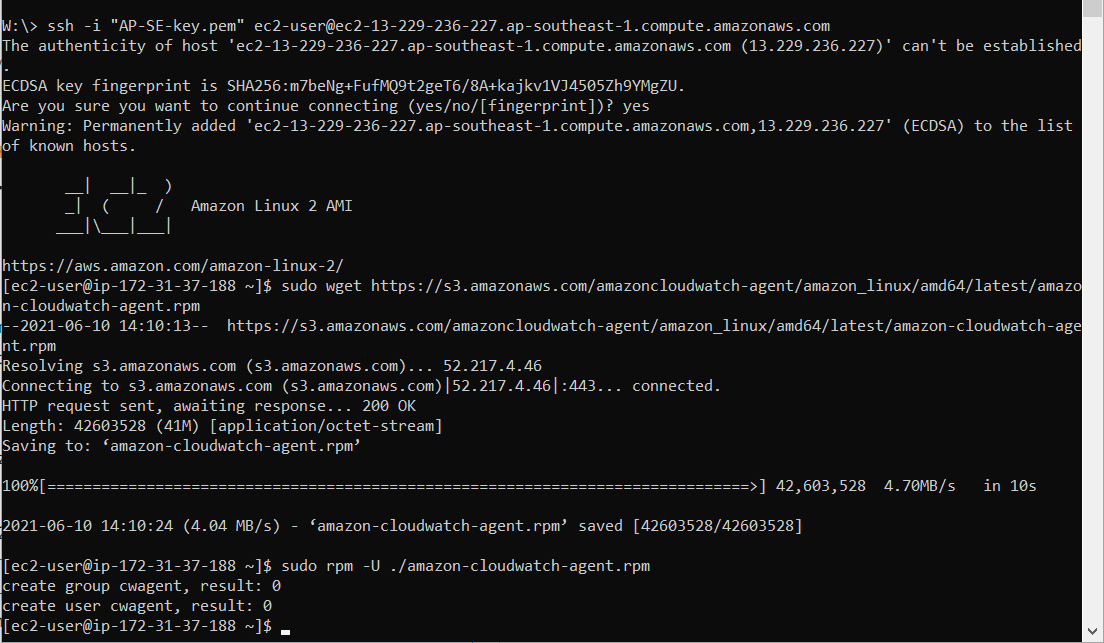 W:\> ssh -i "AP-SE-key.pem" ec2-user@ec2-13-229-236-227.ap-southeast-1.compute.amazonaws.com
The authenticity of host 'ec2-13-229-236-227.ap-southeast-1.compute.amazonaws.com (13.229.236.227)' can't be established
.
ECDSA key fingerprint is SHA256:m7beNg+FufMQ9t2geT6/8A+kajkv1VJ4505Zh9YMgZU.
Are you sure you want to continue connecting (yes/no/[fingerprint])? yes
Warning: Permanently added 'ec2-13-229-236-227.ap-southeast-1.compute.amazonaws.com,13.229.236.227' (ECDSA) to the list
of known hosts.
       __|  __|_  )
       _|  (     /   Amazon Linux 2 AMI
      ___|\___|___|
https://aws.amazon.com/amazon-linux-2/
[ec2-user@ip-172-31-37-188 ~]$ sudo wget https://s3.amazonaws.com/amazoncloudwatch-agent/amazon_linux/amd64/latest/amazo
n-cloudwatch-agent.rpm
--2021-06-10 14:10:13--  https://s3.amazonaws.com/amazoncloudwatch-agent/amazon_linux/amd64/latest/amazon-cloudwatch-age
nt.rpm
Resolving s3.amazonaws.com (s3.amazonaws.com)... 52.217.4.46
Connecting to s3.amazonaws.com (s3.amazonaws.com)|52.217.4.46|:443... connected.
HTTP request sent, awaiting response... 200 OK
Length: 42603528 (41M) [application/octet-stream]
Saving to: ‘amazon-cloudwatch-agent.rpm’
100%[==============================================================================>] 42,603,528  4.70MB/s   in 10s
2021-06-10 14:10:24 (4.04 MB/s) - ‘amazon-cloudwatch-agent.rpm’ saved [42603528/42603528]
[ec2-user@ip-172-31-37-188 ~]$ sudo rpm -U ./amazon-cloudwatch-agent.rpm
create group cwagent, result: 0
create user cwagent, result: 0
[ec2-user@ip-172-31-37-188 ~]$